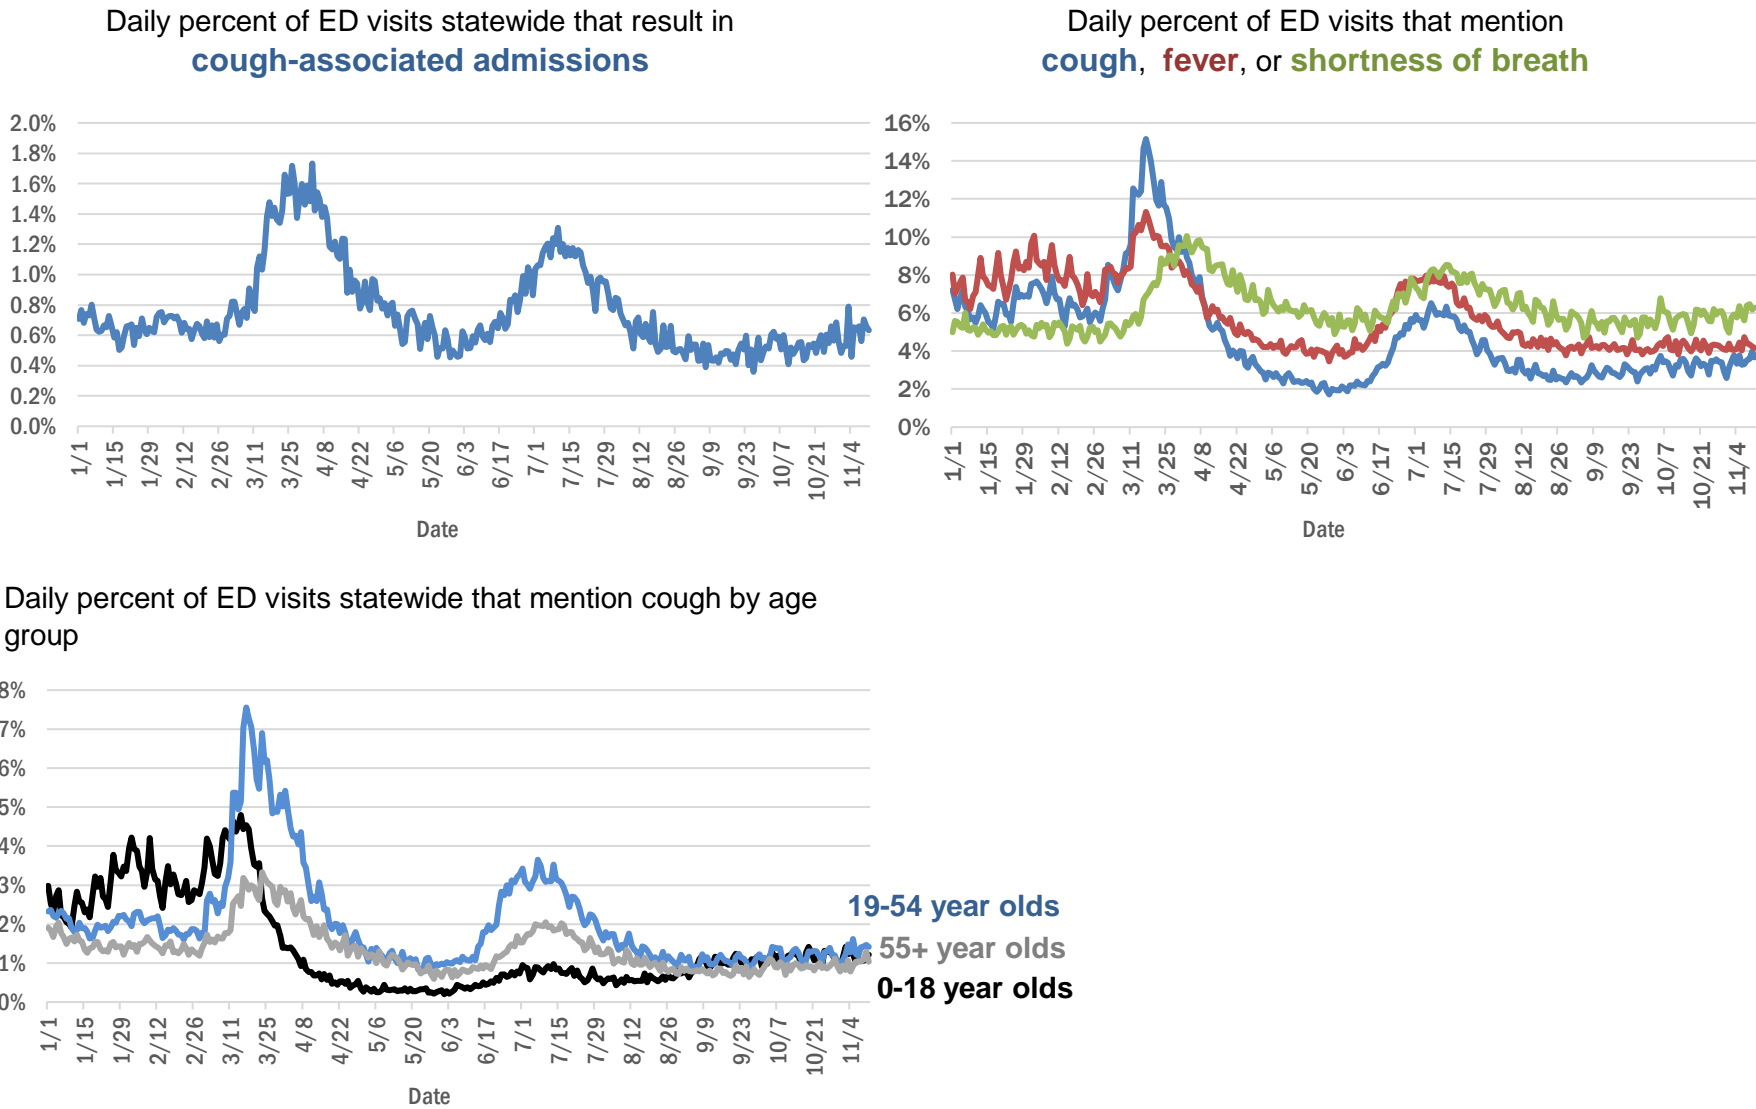 Daily percent of ED visits statewide that result in
cough-associated admissions
2.0%
1.8%
1.6%
1.4%
1.2%
1.0%
0.8%
0.6%
0.4%
0.2%
0.0%
1/1 1/15 1/29 2/12 2/26 3/11 3/25 4/8 4/22 5/6 5/20 6/3 6/17 7/1 7/15 7/29 8/12 8/26 9/9 9/23 10/7 10/21 11/4
Date
Daily percent of ED visits that mention
cough, fever, or shortness of breath
16%
14%
12%
10%
8%
6%
4%
2%
0%
1/1 1/15 1/29 2/12 2/26 3/11 3/25 4/8 4/22 5/6 5/20 6/3 6/17 7/1 7/15 7/29 8/12 8/26 9/9 9/23 10/7 10/21 11/4
Date
Daily percent of ED visits statewide that mention cough by age
group
8%
7%
6%
5%
4%
3%
2%
1%
0%
1/1 1/15 1/29 2/12 2/26 3/11 3/25 4/8 4/22 5/6 5/20 6/3 6/17 7/1 7/15 7/29 8/12 8/26 9/9 9/23 10/7 10/21 11/4
Date
19-54 year olds
55+ year olds
0-18 year olds